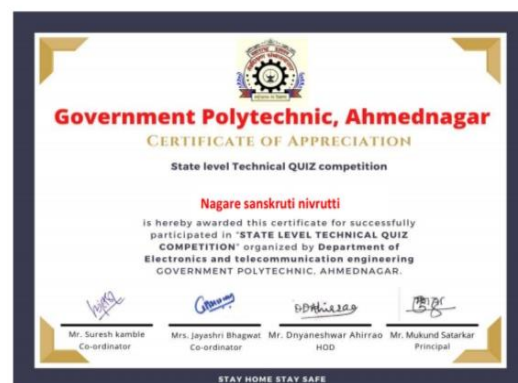 Government Polytechnic, Ahmednagar
CERTIFICATE OF APPRECIATION
State level Technical QUIZ competition
Nagare sanskruti nivrutti
is hereby awarded this certificate for successfully
participated in "STATE LEVEL TECHNICAL QUIZ
COMPETITION" organized by Department of
Electronics and telecommunication engineering
GOVERNMENT POLYTECHNIC, AHMEDNAGAR.
DDAhirrao
Mr. Suresh kamble Mrs. Jayashri Bhagwat Mr. Dnyaneshwar Ahirrao Mr. Mukund Satarkar
Co-ordinator Co-ordinator HOD Principal
STAY HOME STAY SAFE